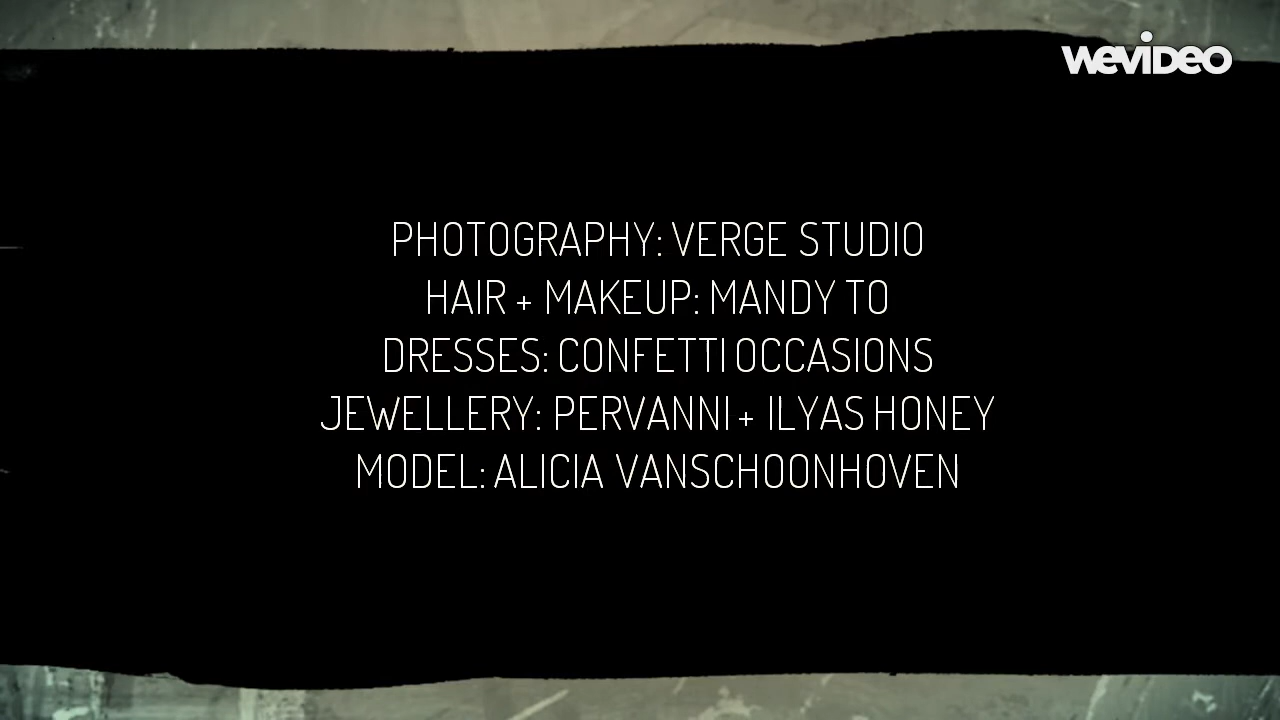 WeVIDEO
PHOTOGRAPHY: VERGE STUDIO
HAIR + MAKEUP: MANDY TO
DRESSES: CONFETTI OCCASIONS
JEWELLERY: PERVANNI + ILYAS HONEY
MODEL: ALICIA VANSCHOONHOVEN